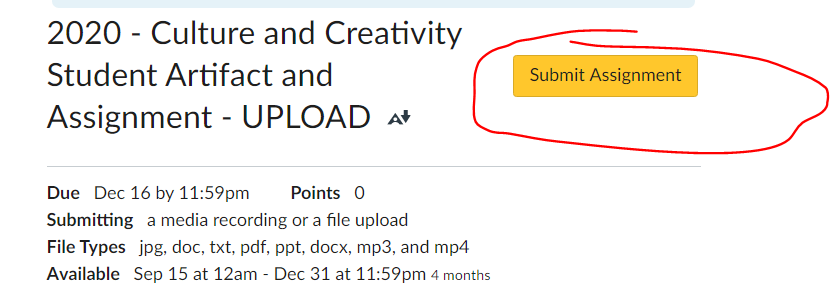 2020 - Culture and Creativity
Student Artifact and
Assignment - UPLOAD
Submit Assignment
Due Dec 16 by 11:59pm Points 0
Submitting a media recording or a file upload
File Types jpg, doc, txt, pdf, ppt, docx, mp3, and mp4
Available Sep 15 at 12am - Dec 31 at 11:59pm 4 months